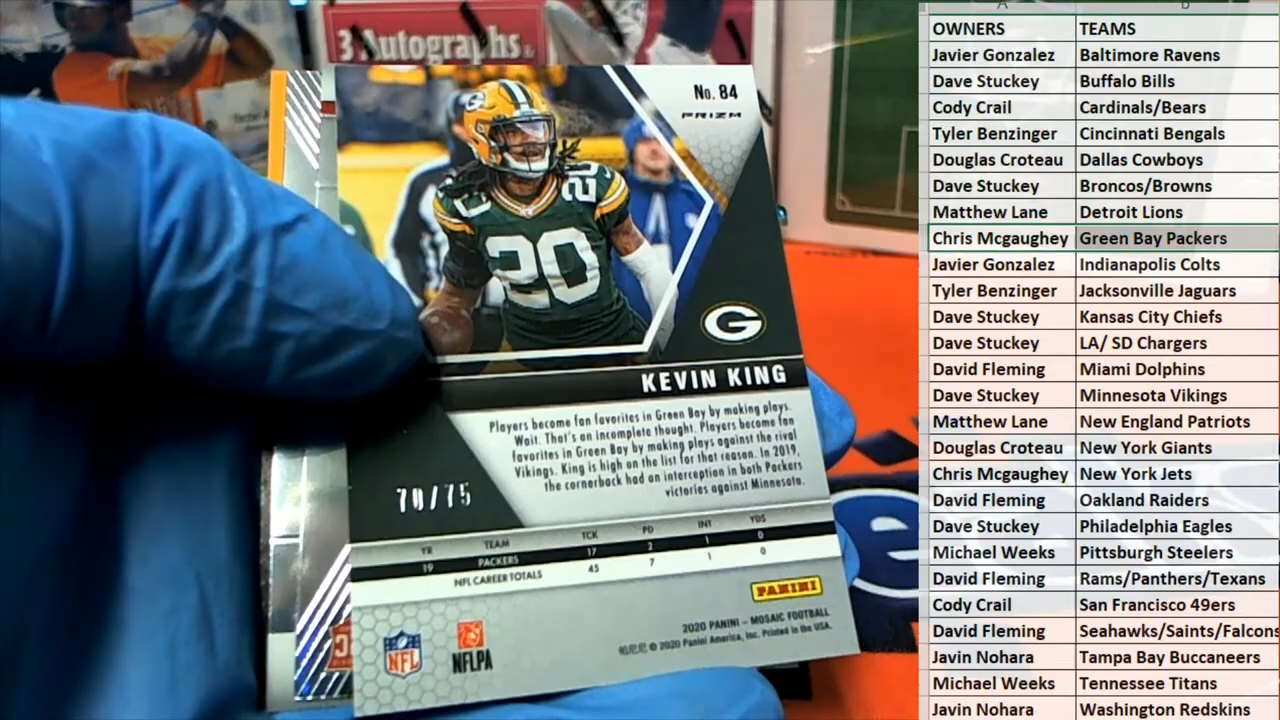 3 Autographs
No. 84
PRIZM
20
20
G
KEVIN KING
Players become fan favorites in Green Bay by making plays.
Wait. That's an incomplete thought. Players become fan
favorites in Green Bay by making plays against the rival
Vikings. King is high on the list for that reason. In 2019,
the cornerback had an interception in both Packers
victories against Minnesota.
70/75
YR TEAM TCK PD INT YDS
19 PACKERS 17 2 1 0
NFL CAREER TOTALS 45 7 1 0
PANINI
2020 PANINI – MOSAIC FOOTBALL
© 2020 Panini America, Inc. Printed in the USA.
NFL
NFLPA
A B
OWNERS TEAMS
Javier Gonzalez Baltimore Ravens
Dave Stuckey Buffalo Bills
Cody Crail Cardinals/Bears
Tyler Benzinger Cincinnati Bengals
Douglas Croteau Dallas Cowboys
Dave Stuckey Broncos/Browns
Matthew Lane Detroit Lions
Chris Mcgaughey Green Bay Packers
Javier Gonzalez Indianapolis Colts
Tyler Benzinger Jacksonville Jaguars
Dave Stuckey Kansas City Chiefs
Dave Stuckey LA/ SD Chargers
David Fleming Miami Dolphins
Dave Stuckey Minnesota Vikings
Matthew Lane New England Patriots
Douglas Croteau New York Giants
Chris Mcgaughey New York Jets
David Fleming Oakland Raiders
Dave Stuckey Philadelphia Eagles
Michael Weeks Pittsburgh Steelers
David Fleming Rams/Panthers/Texans
Cody Crail San Francisco 49ers
David Fleming Seahawks/Saints/Falcons
Javin Nohara Tampa Bay Buccaneers
Michael Weeks Tennessee Titans
Javin Nohara Washington Redskins